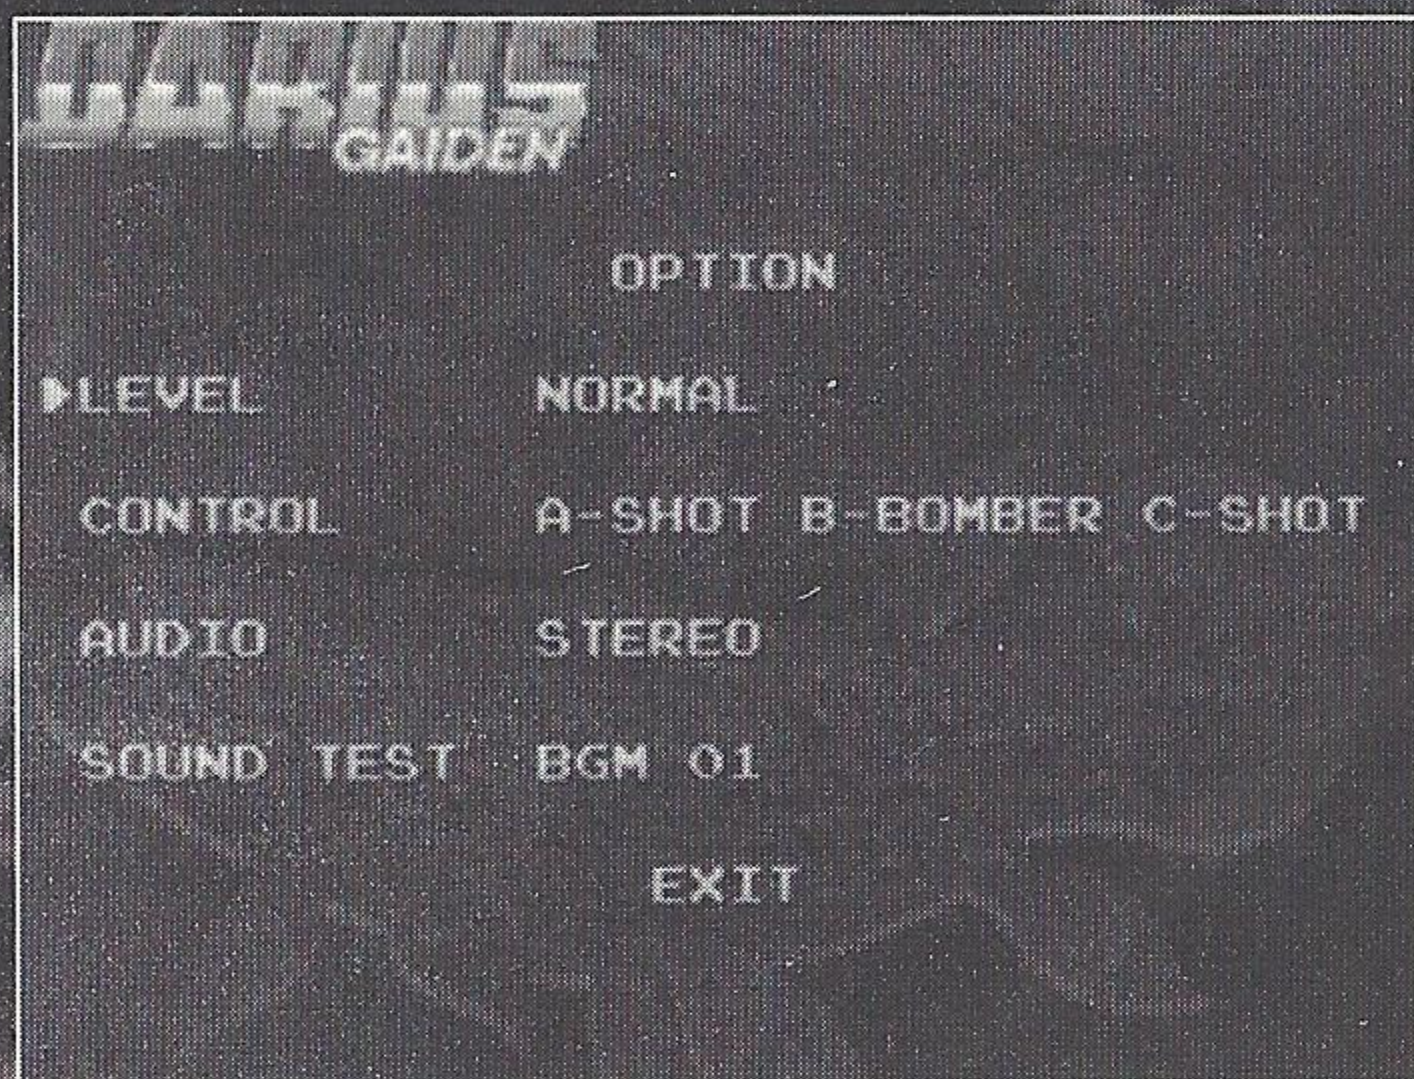 DARIUS
GAIDEN
OPTION
▶LEVEL NORMAL
CONTROL A-SHOT B-BOMBER C-SHOT
AUDIO STEREO
SOUND TEST BGM 01
EXIT